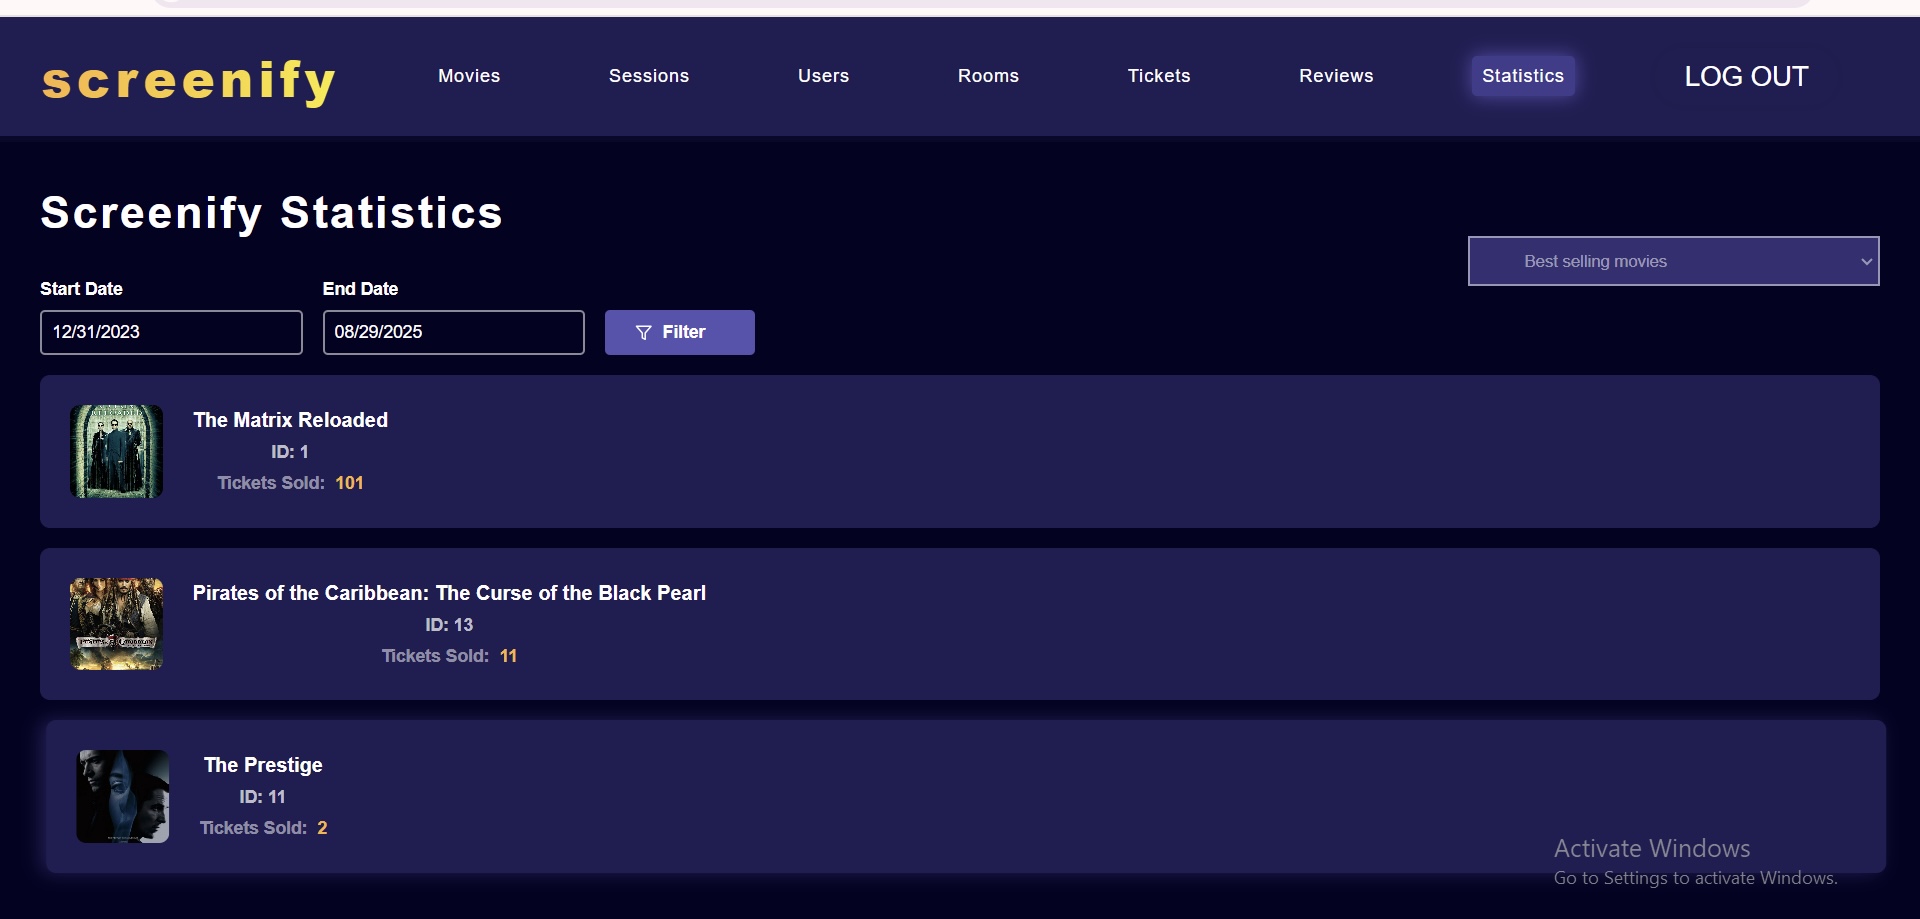 screenify
Movies
Sessions
Users
Rooms
Tickets
Reviews
Statistics
LOG OUT
Screenify Statistics
Best selling movies
Start Date
End Date
12/31/2023
08/29/2025
Filter
RELOADED
The Matrix Reloaded
ID: 1
Tickets Sold: 101
Pirates of the Caribbean: The Curse of the Black Pearl
ID: 13
Tickets Sold: 11
The Prestige
ID: 11
Tickets Sold: 2
Activate Windows
Go to Settings to activate Windows.